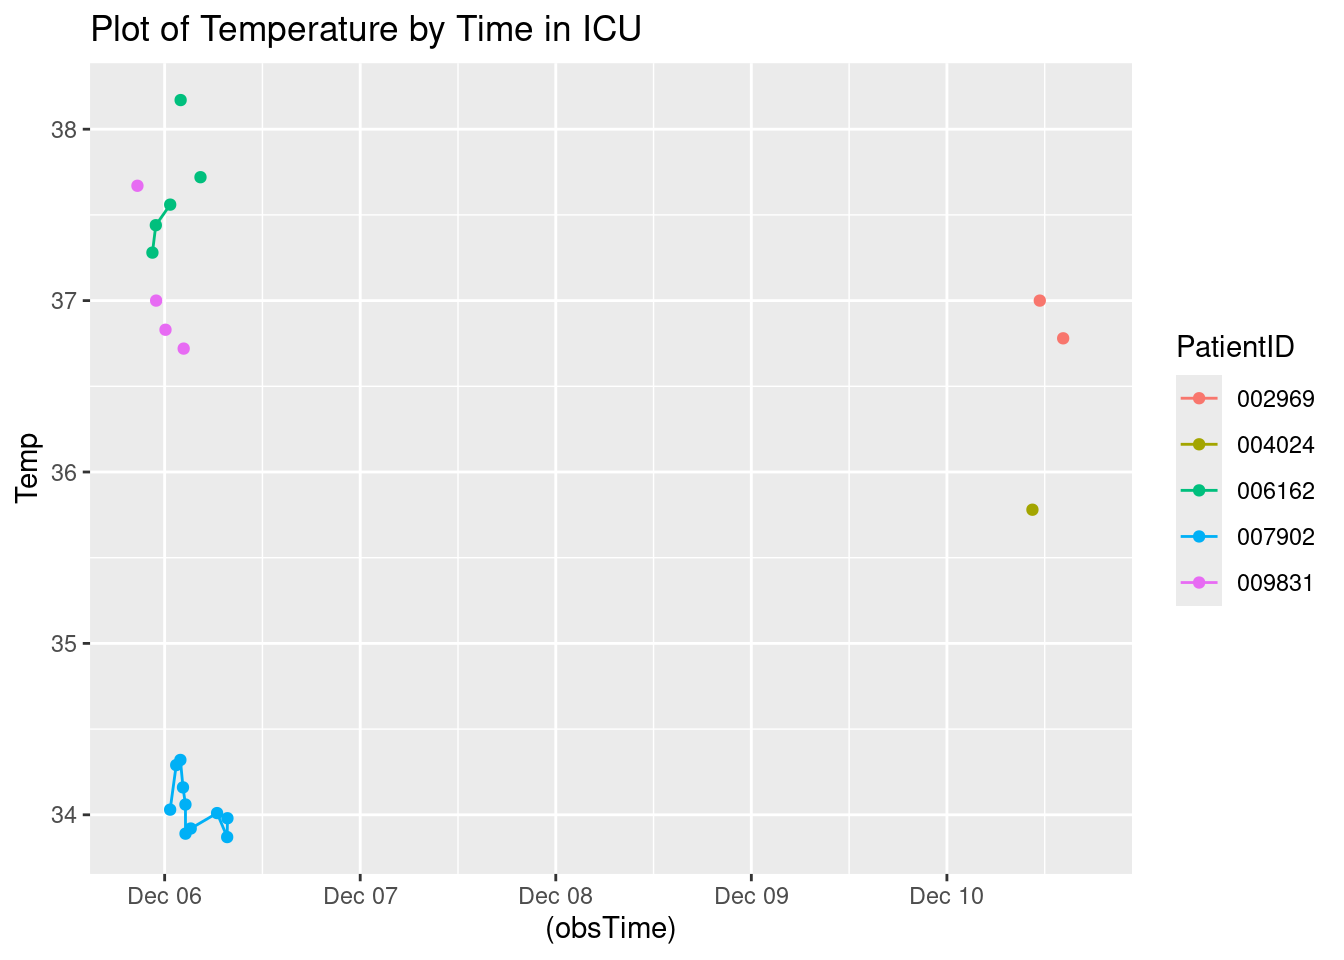 Plot of Temperature by Time in ICU
38
37
36
35
34
Temp
Dec 06 Dec 07 Dec 08 Dec 09 Dec 10
(obsTime)
PatientID
002969
004024
006162
007902
009831